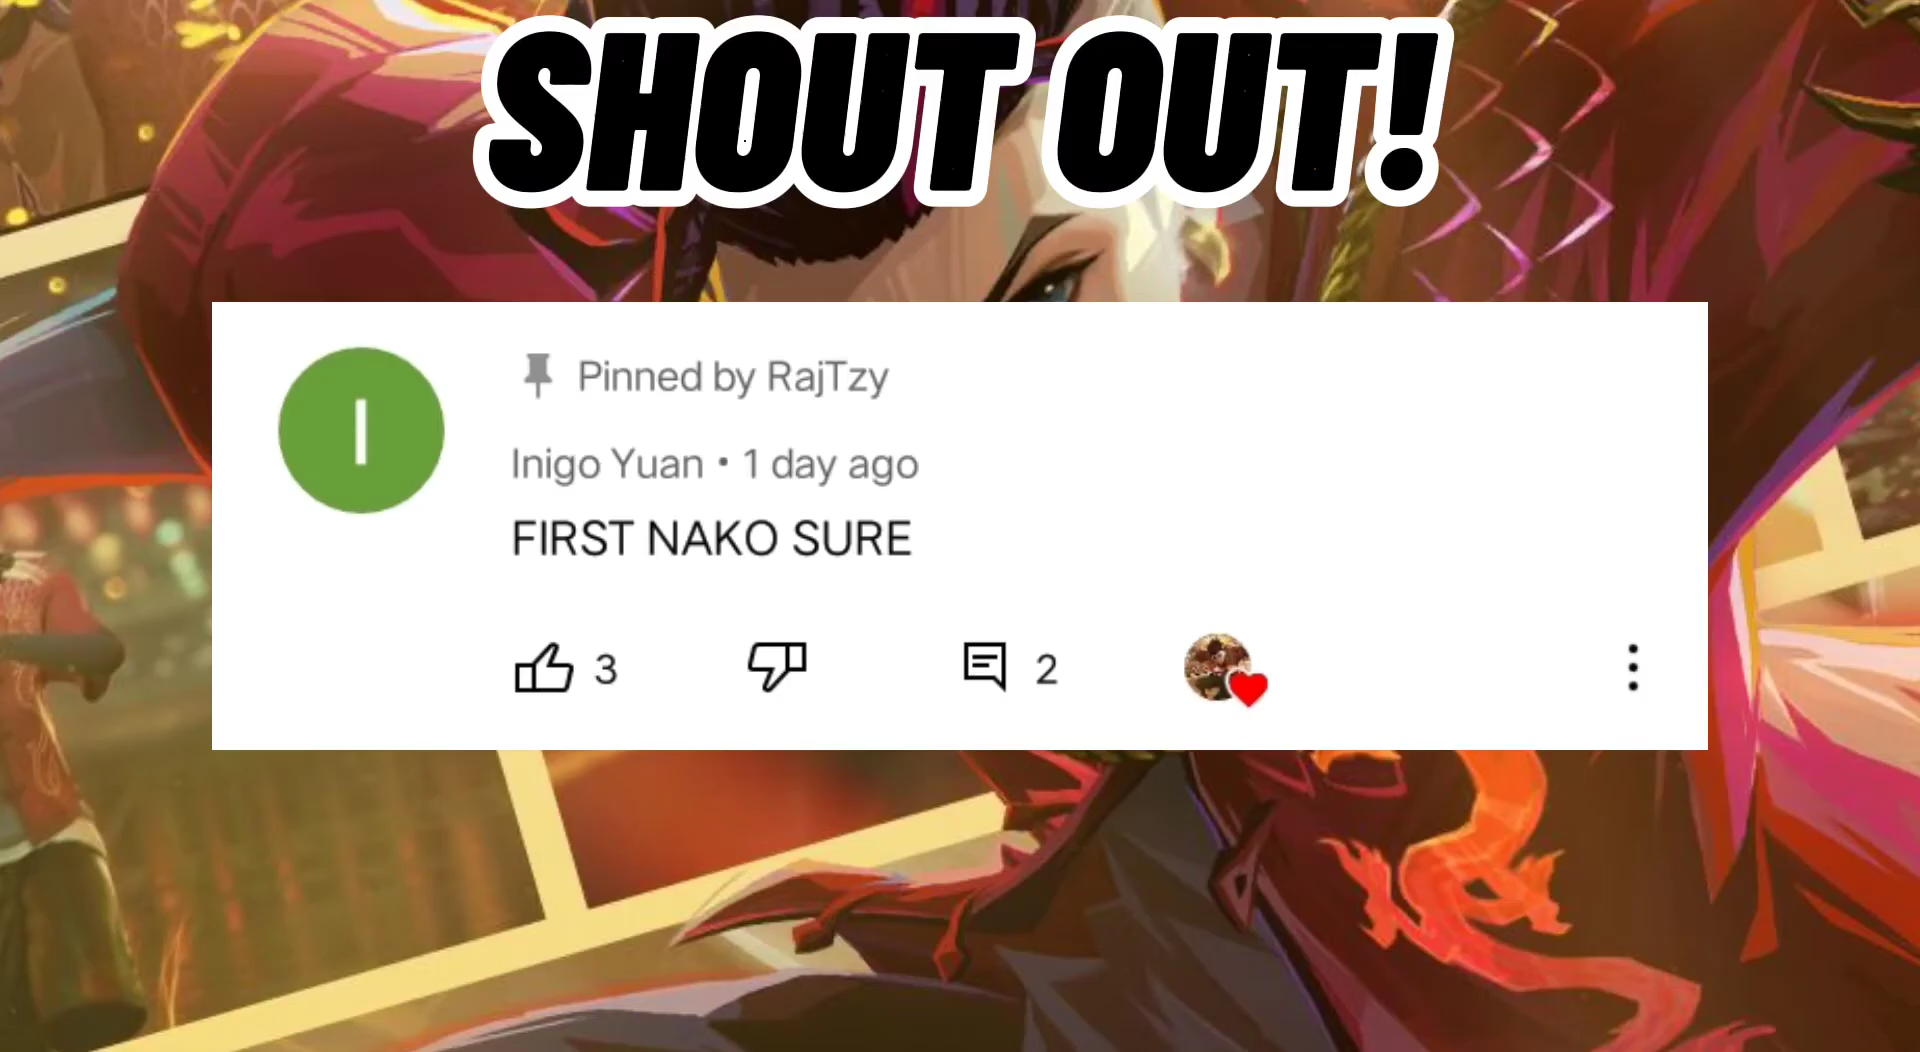 SHOUT OUT!
I
Pinned by RajTzy
Inigo Yuan • 1 day ago
FIRST NAKO SURE
3
2